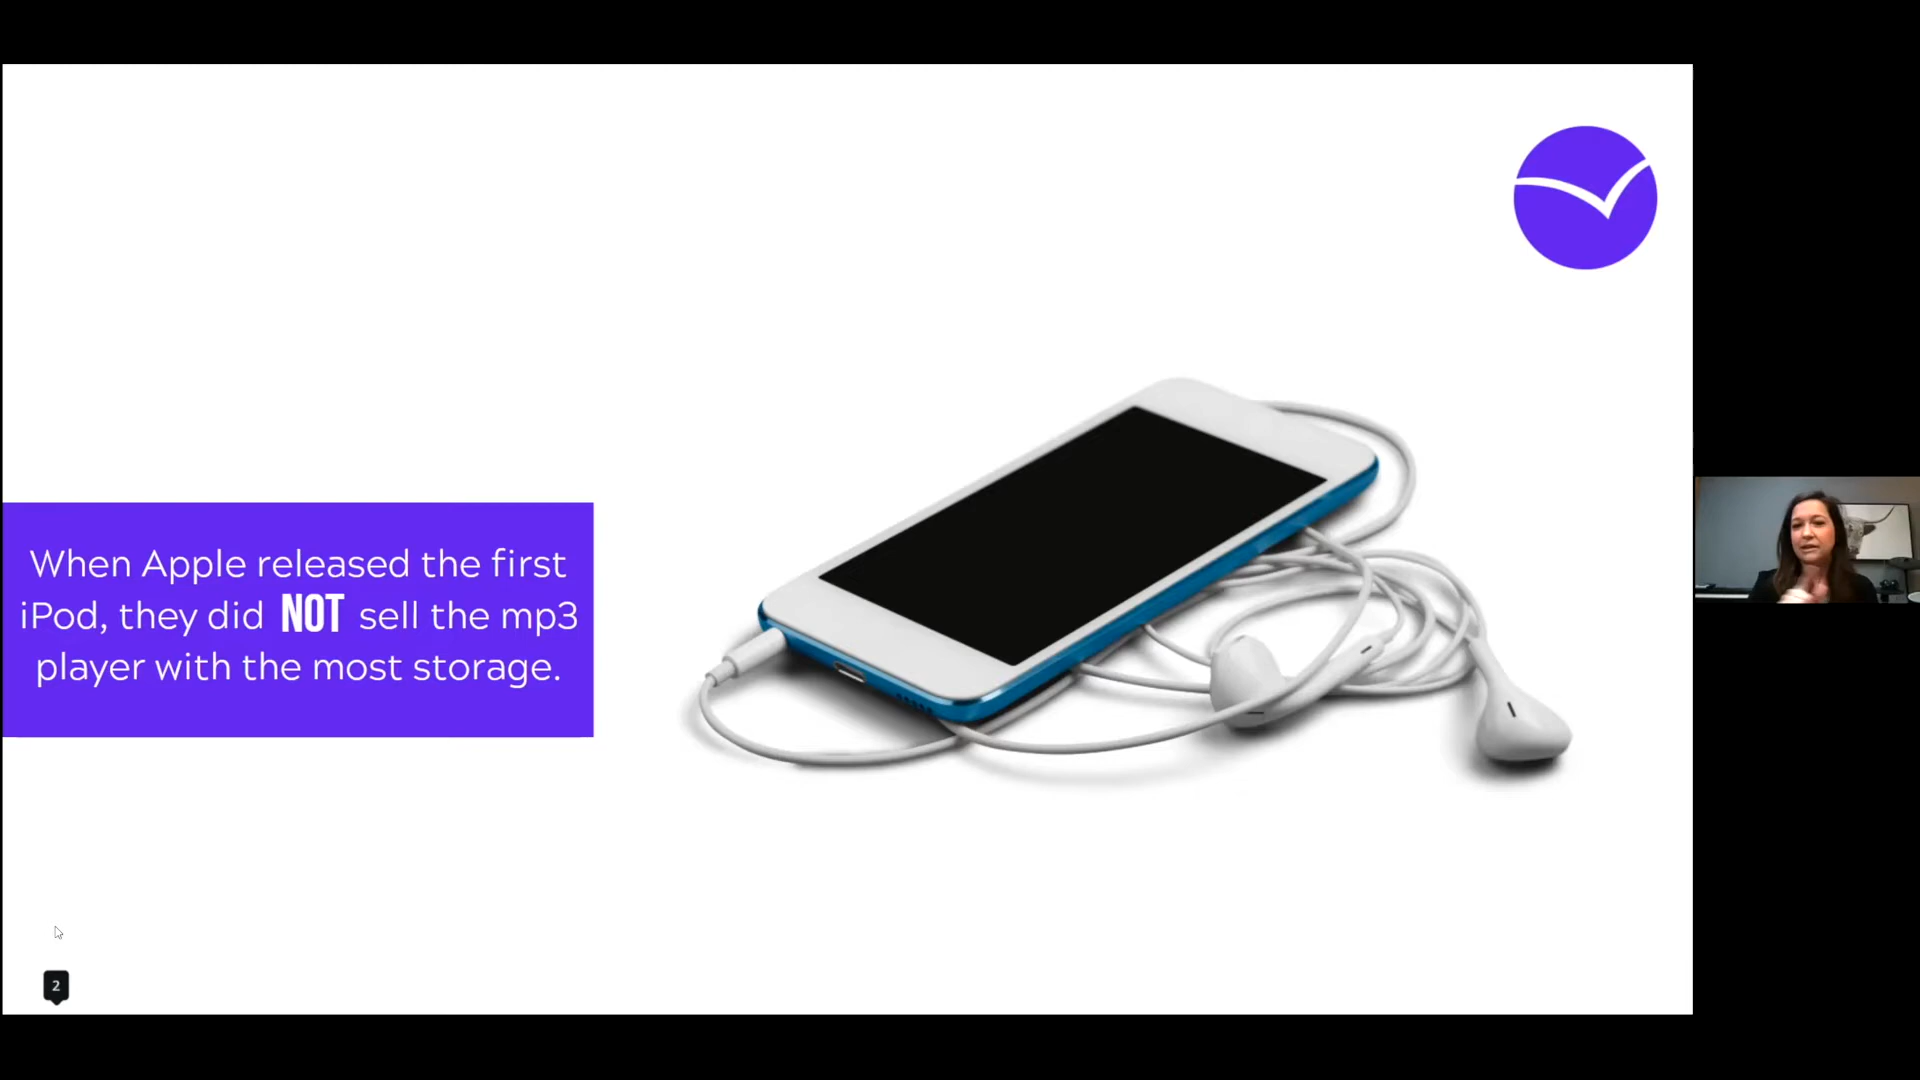 When Apple released the first
iPod, they did NOT sell the mp3
player with the most storage.
2